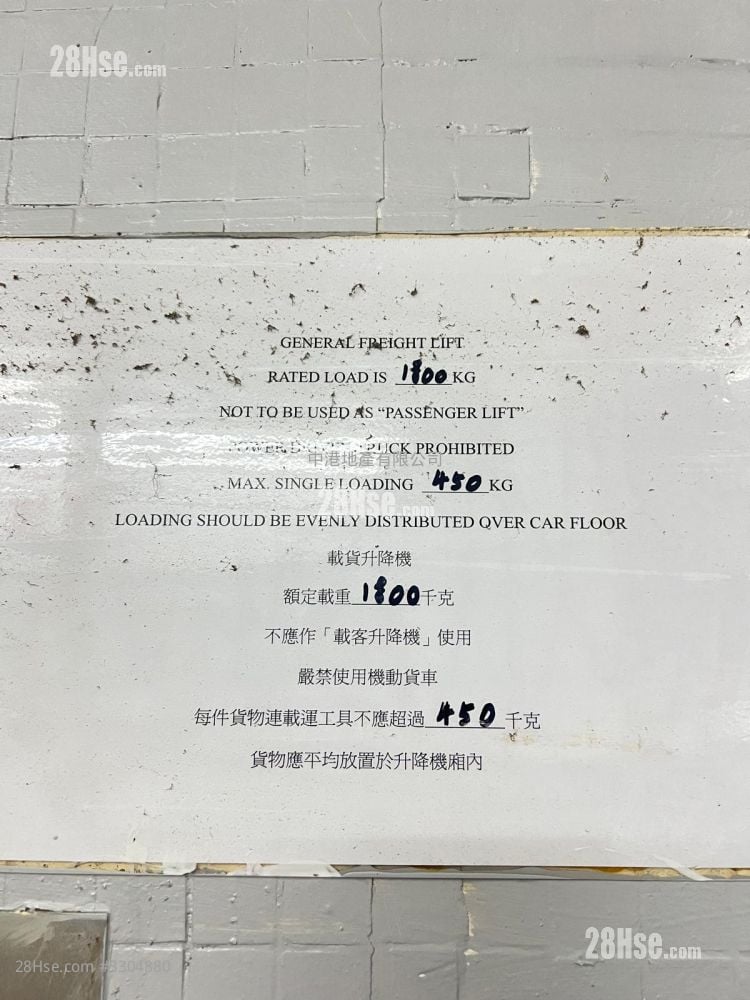 28Hse.com
GENERAL FREIGHT LIFT
RATED LOAD IS 1800 KG
NOT TO BE USED AS “PASSENGER LIFT”
POWER TRUCK PROHIBITED
中港地產有限公司
MAX. SINGLE LOADING 450 KG
28Hse.com
LOADING SHOULD BE EVENLY DISTRIBUTED OVER CAR FLOOR
載貨升降機
額定載重 1800 千克
不應作「載客升降機」使用
嚴禁使用機動貨車
每件貨物連載運工具不應超過 450 千克
貨物應平均放置於升降機廂內
28Hse.com
28Hse.com #3304880